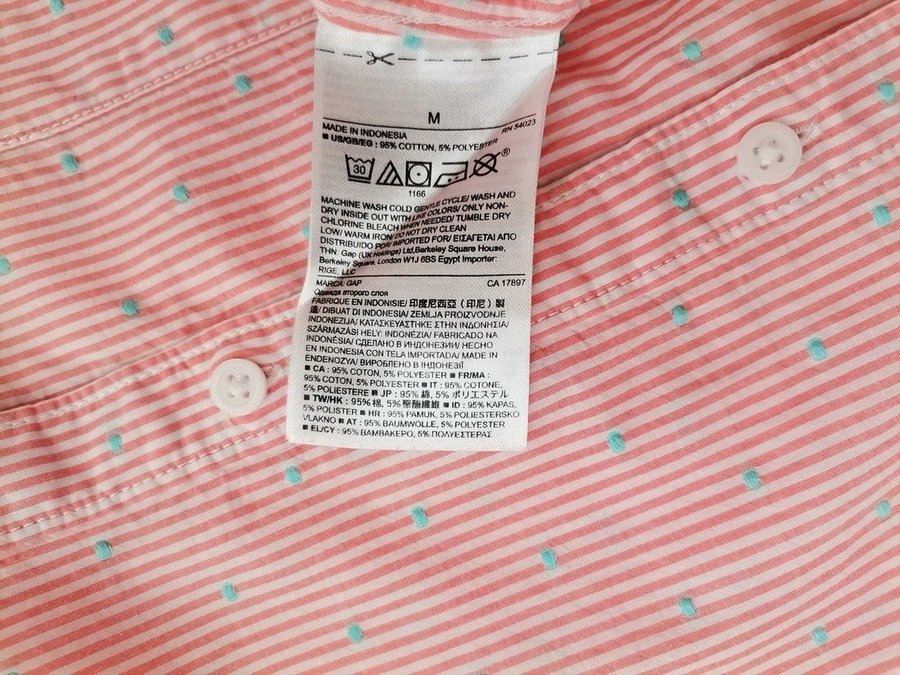 M
MADE IN INDONESIA RN 54023
■ US/GB/EG : 95% COTTON, 5% POLYESTER
30 ®
1166
MACHINE WASH COLD GENTLE CYCLE/ WASH AND
DRY INSIDE OUT WITH LIKE COLORS/ ONLY NON-
CHLORINE BLEACH WHEN NEEDED/ TUMBLE DRY
LOW/ WARM IRON/ DO NOT DRY CLEAN
DISTRIBUIDO POR/ IMPORTED FOR/ ΕΙΣΑΓΕΤΑΙ ΑΠΟ
ΤΗΝ: Gap (UK Holdings) Ltd,Berkeley Square House,
Berkeley Square, London W1J 6BS Egypt Importer:
RIGE, LLC
MARCA: GAP CA 17897
Одежда второго слоя
FABRIQUE EN INDONISIE/ 印度尼西亞 (印尼) 製
造/ DIBUAT DI INDONESIA/ ZEMLJA PROIZVODNJE
INDONEZIJA/ ΚΑΤΑΣΚΕΥΑΣΤΗΚΕ ΣΤΗΝ ΙΝΔΟΝΗΣΙΑ/
SZÁRMAZÁSI HELY: INDONÉZIA/ FABRICADO NA
INDONÉSIA/ СДЕЛАНО В ИНДОНЕЗИИ/ HECHO
EN INDONESIA CON TELA IMPORTADA/ MADE IN
ENDENOZYA/ ВИРОБЛЕНО В ІНДОНЕЗІЇ
■ CA : 95% COTON, 5% POLYESTER ■ FR/MA :
95% COTON, 5% POLYESTER ■ IT : 95% COTONE,
5% POLIESTERE ■ JP : 95% 綿, 5% ポリエステル
■ TW/HK : 95% 棉, 5% 聚酯纖維 ■ ID : 95% KAPAS,
5% POLISTER ■ HR : 95% PAMUK, 5% POLIESTERSKO
VLAKNO ■ AT : 95% BAUMWOLLE, 5% POLYESTER
■ EL/CY : 95% ΒΑΜΒΑΚΕΡΟ, 5% ΠΟΛΥΕΣΤΕΡΑΣ